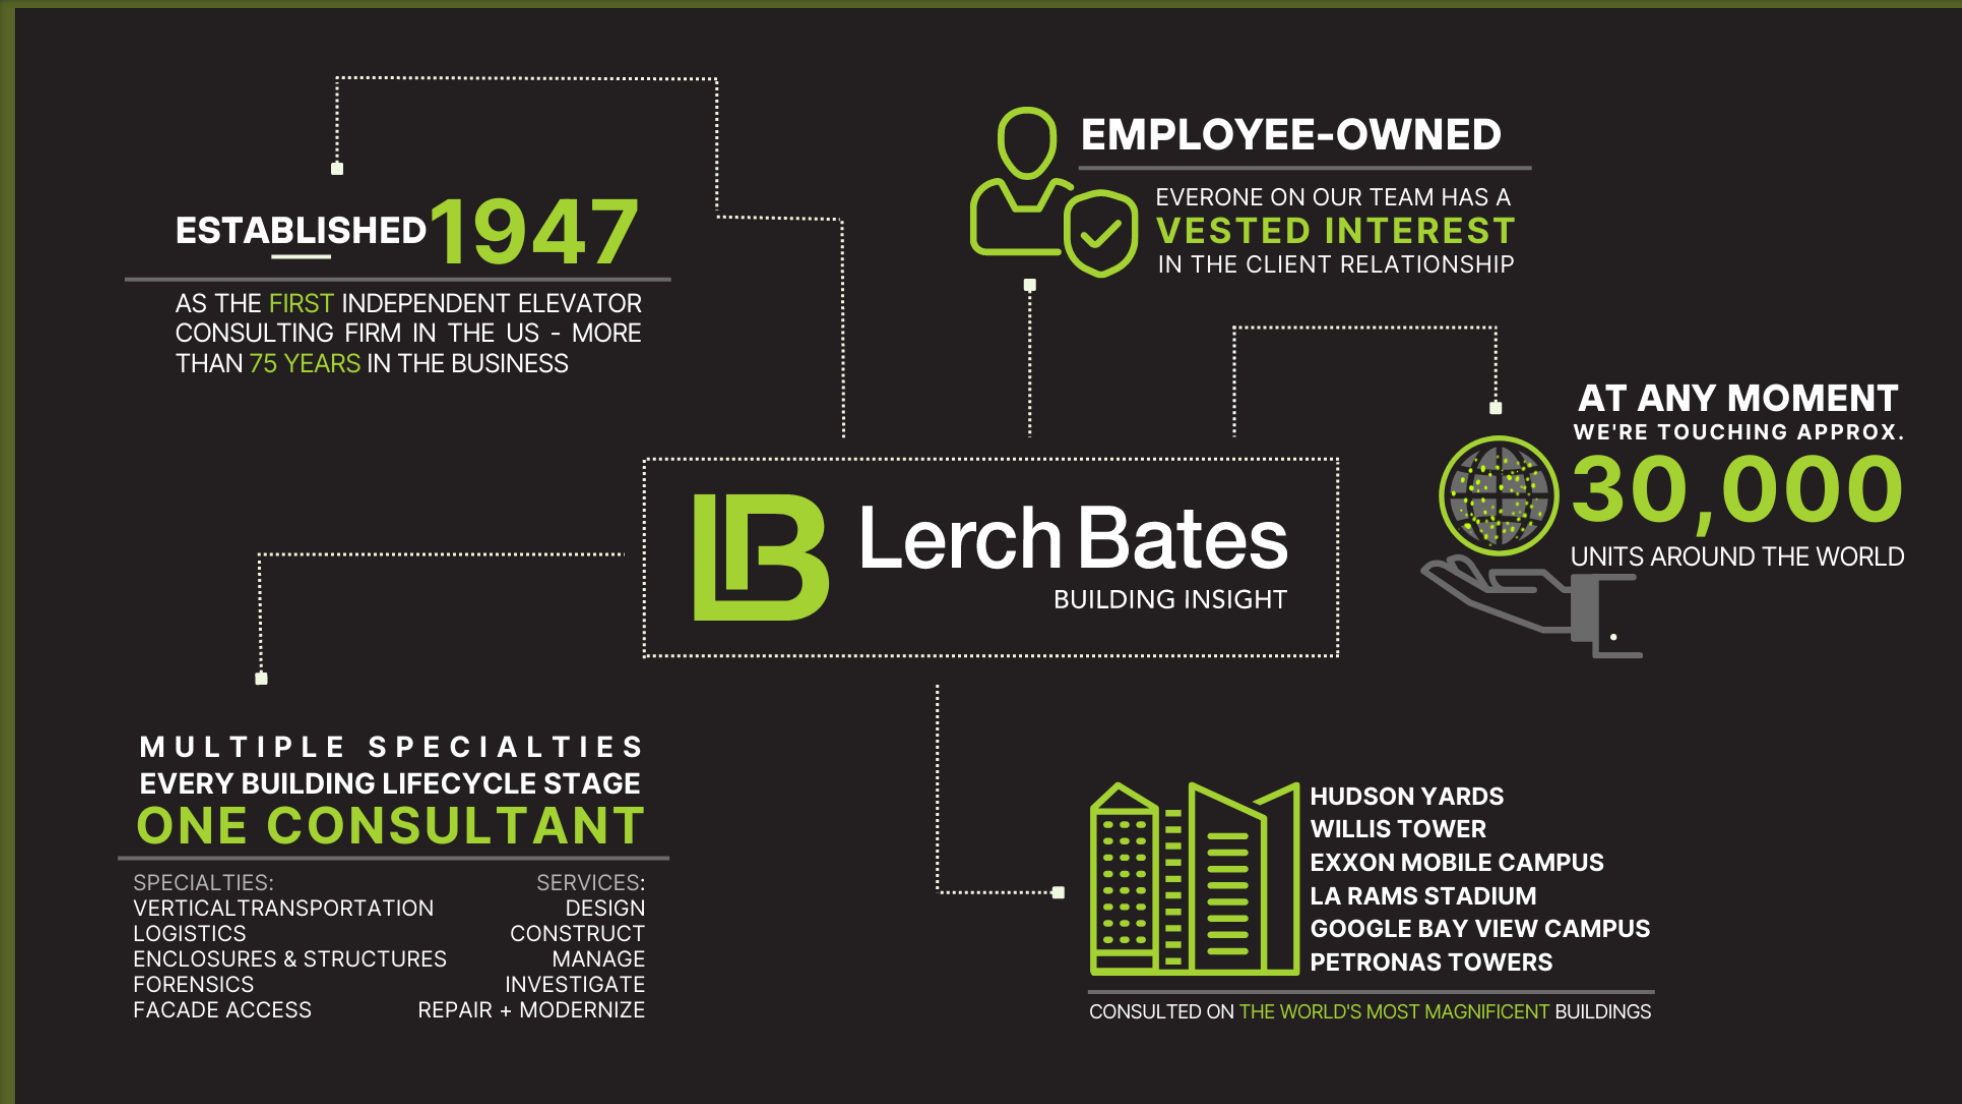 ESTABLISHED 1947
AS THE FIRST INDEPENDENT ELEVATOR
CONSULTING FIRM IN THE US - MORE
THAN 75 YEARS IN THE BUSINESS
EMPLOYEE-OWNED
EVERONE ON OUR TEAM HAS A
VESTED INTEREST
IN THE CLIENT RELATIONSHIP
AT ANY MOMENT
WE'RE TOUCHING APPROX.
30,000
UNITS AROUND THE WORLD
LB
Lerch Bates
BUILDING INSIGHT
MULTIPLE SPECIALTIES
EVERY BUILDING LIFECYCLE STAGE
ONE CONSULTANT
SPECIALTIES:
VERTICALTRANSPORTATION
LOGISTICS
ENCLOSURES & STRUCTURES
FORENSICS
FACADE ACCESS
SERVICES:
DESIGN
CONSTRUCT
MANAGE
INVESTIGATE
REPAIR + MODERNIZE
HUDSON YARDS
WILLIS TOWER
EXXON MOBILE CAMPUS
LA RAMS STADIUM
GOOGLE BAY VIEW CAMPUS
PETRONAS TOWERS
CONSULTED ON THE WORLD'S MOST MAGNIFICENT BUILDINGS